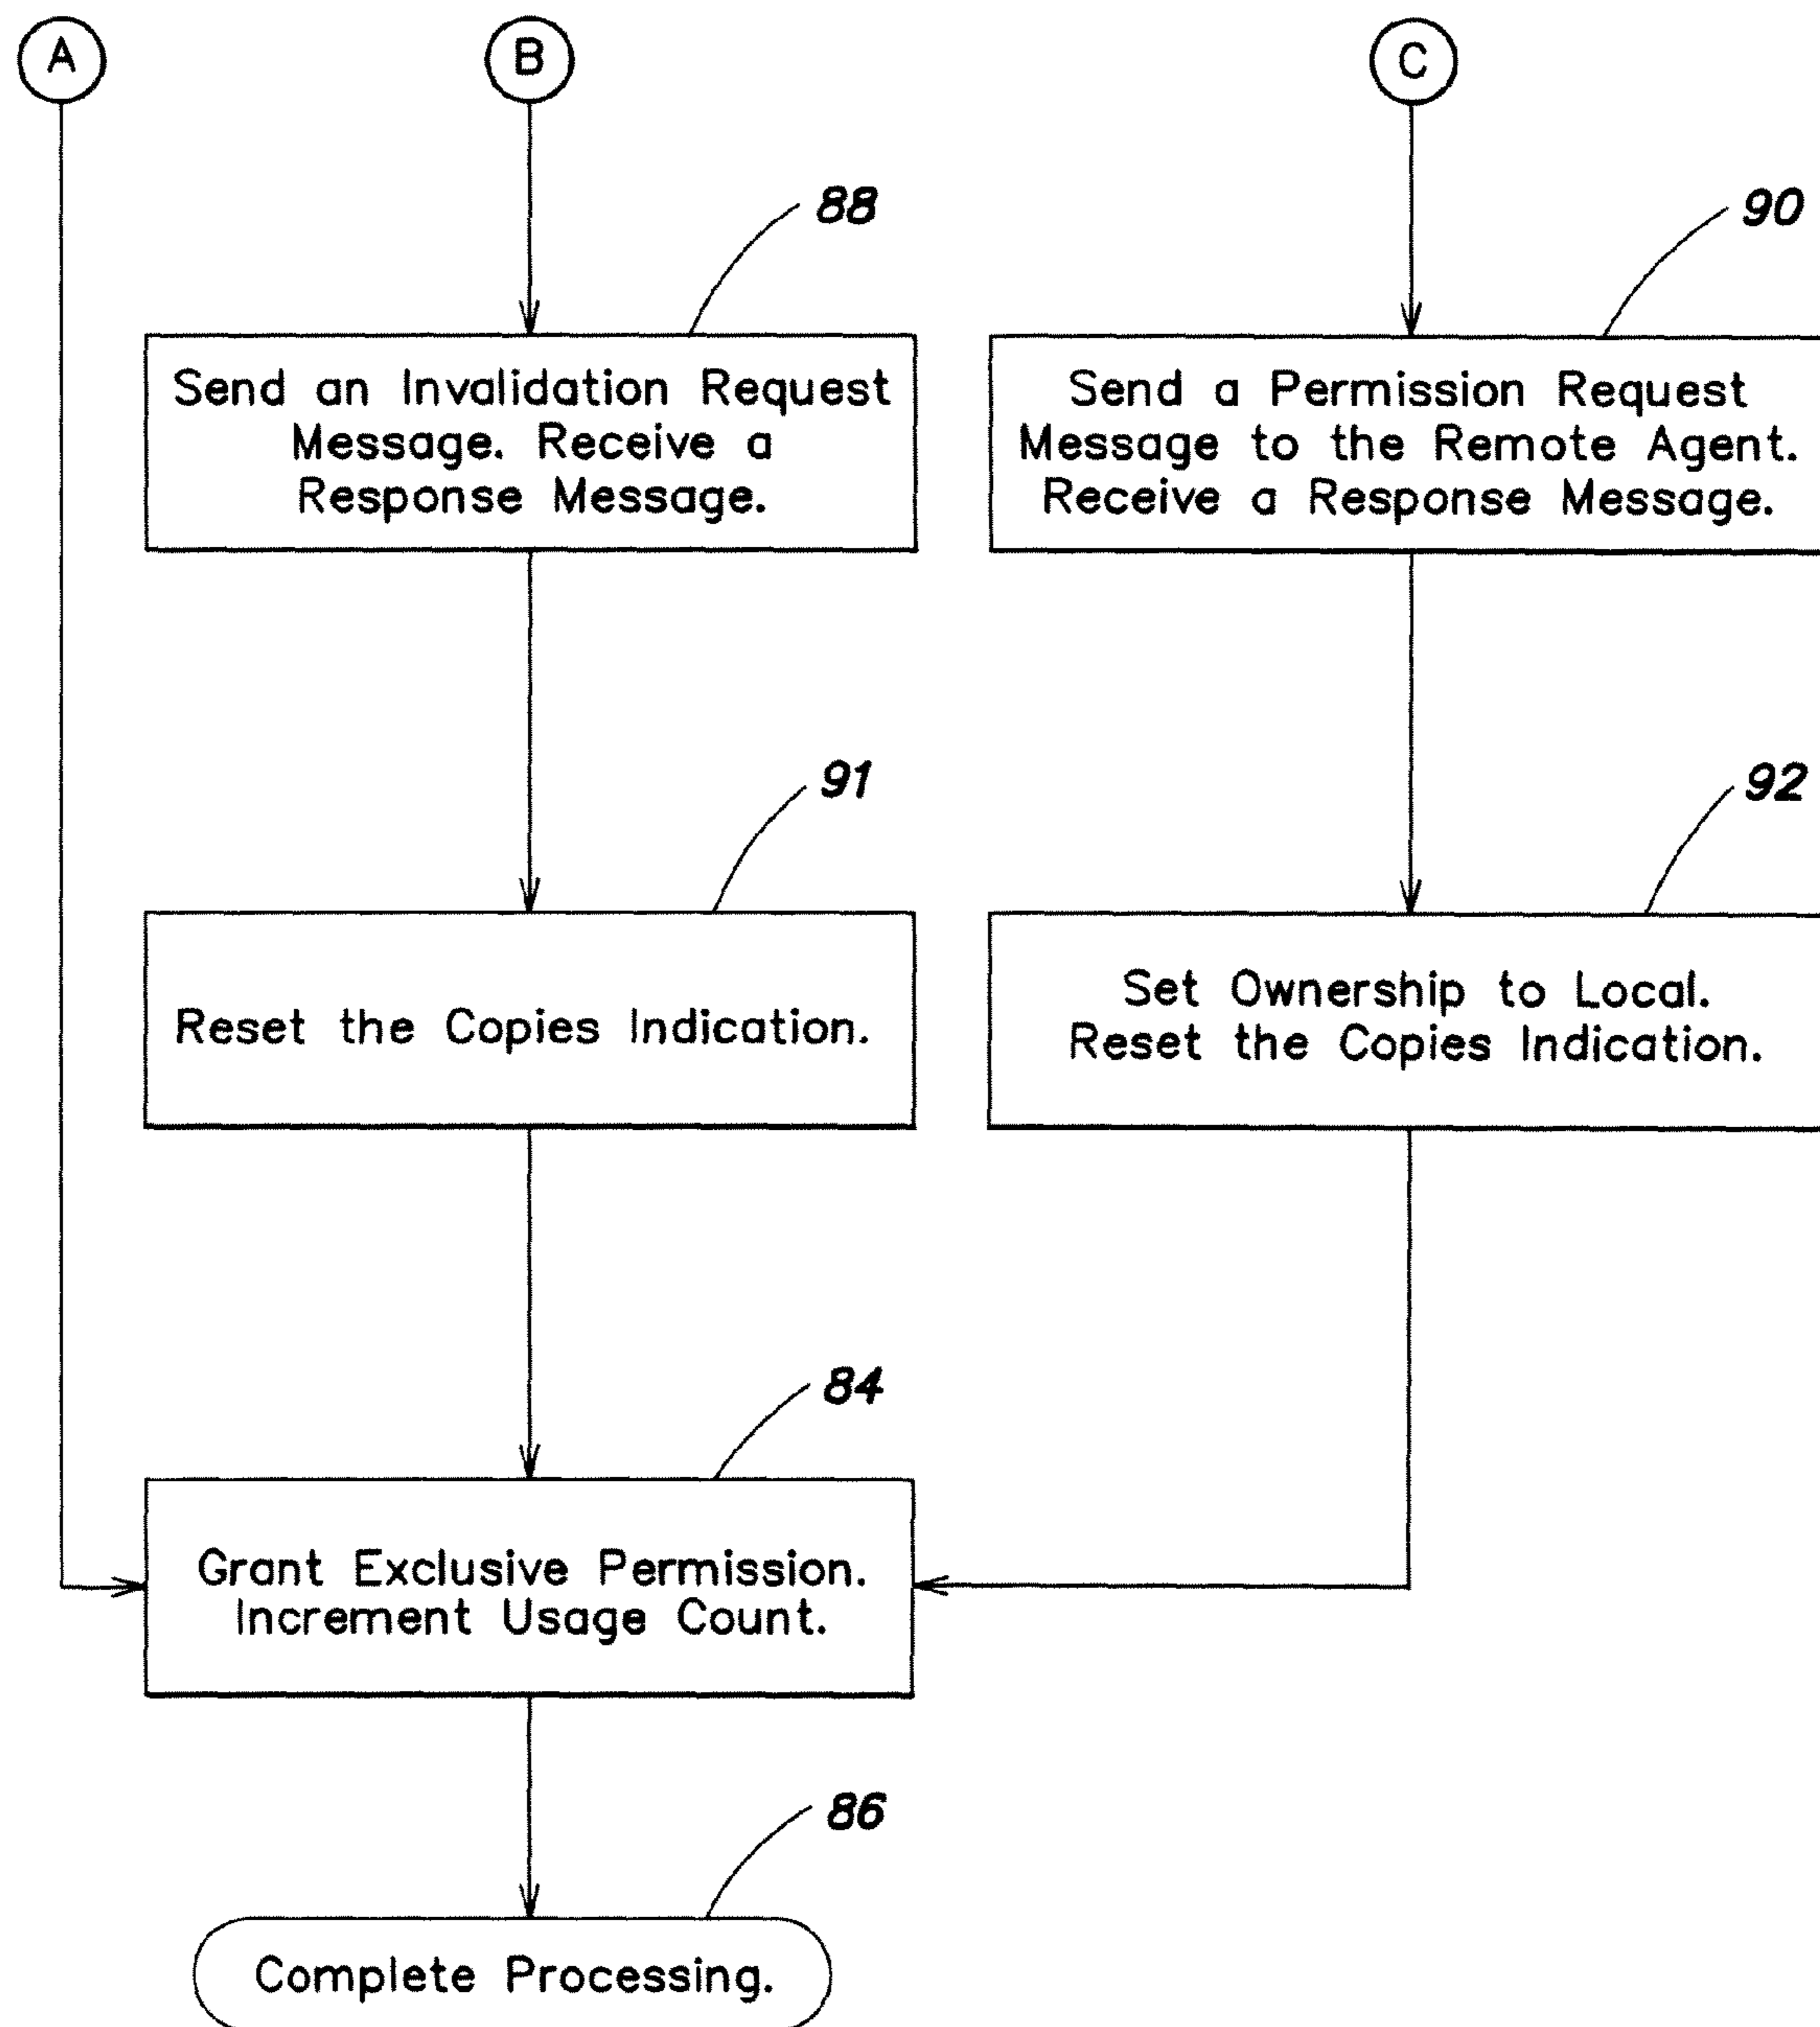 A
B
C
88
90
Send an Invalidation Request
Message. Receive a
Response Message.
Send a Permission Request
Message to the Remote Agent.
Receive a Response Message.
91
92
Reset the Copies Indication.
Set Ownership to Local.
Reset the Copies Indication.
84
Grant Exclusive Permission.
Increment Usage Count.
86
Complete Processing.